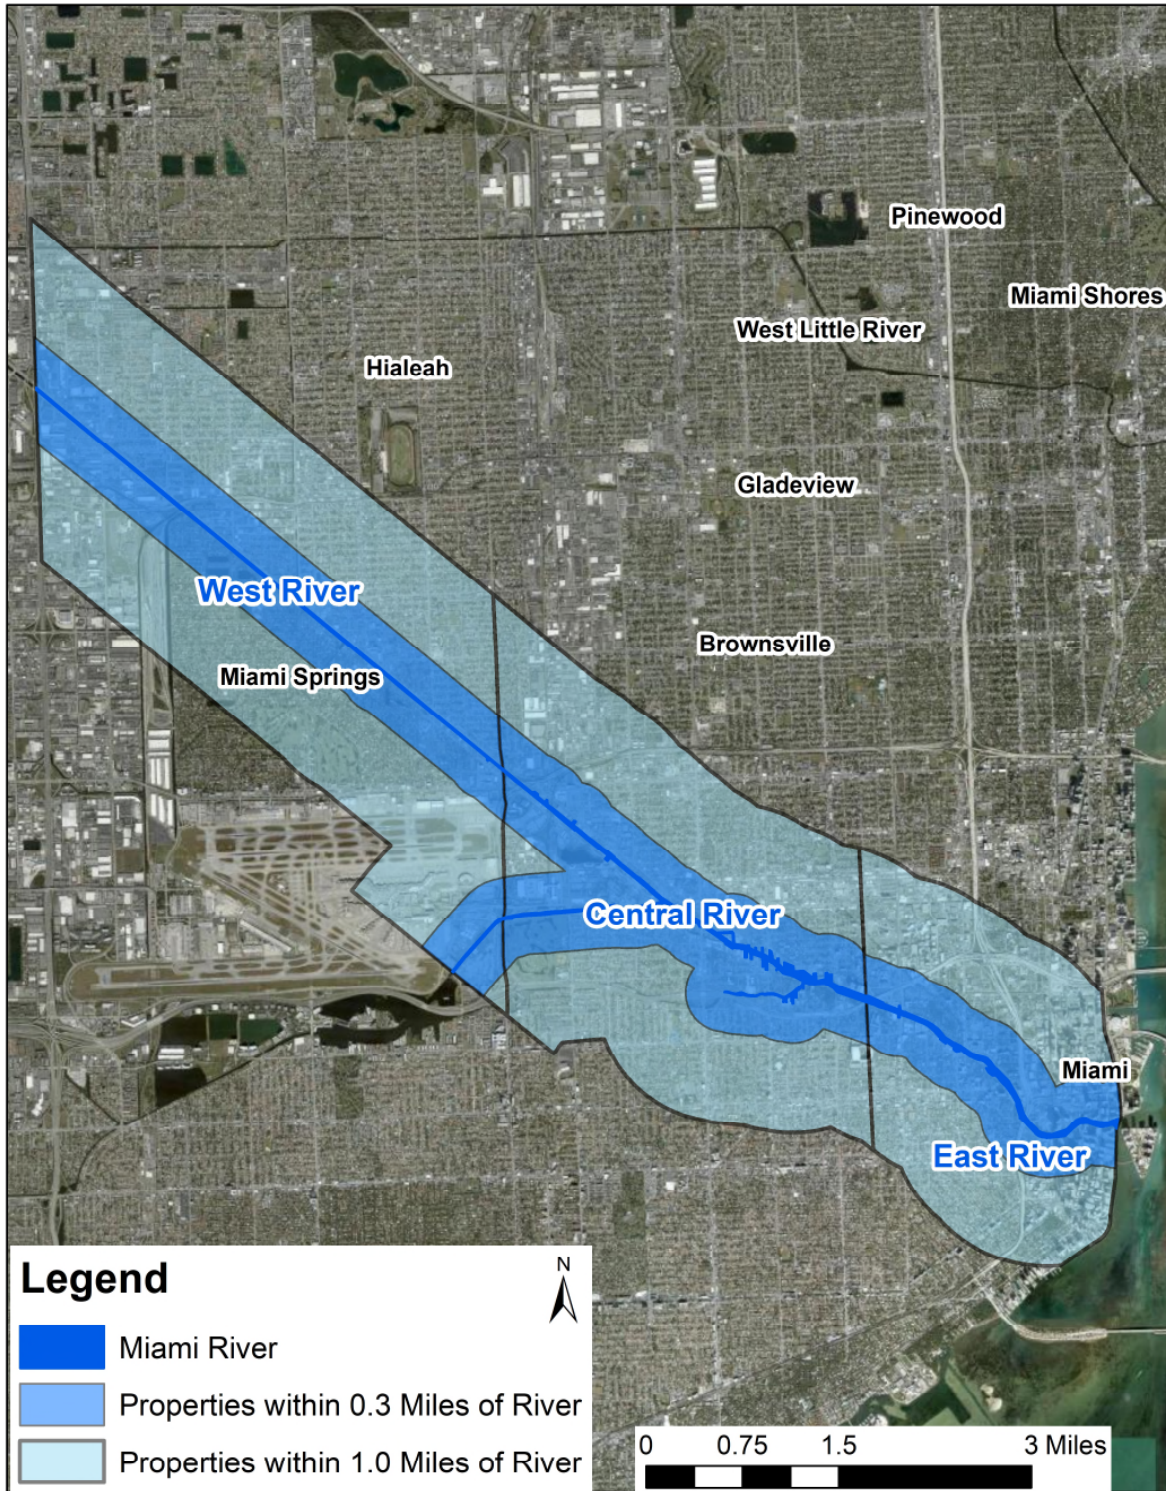 Pinewood
Miami Shores
West Little River
Hialeah
Gladeview
West River
Brownsville
Miami Springs
Central River
Miami
East River
Legend
N
Miami River
Properties within 0.3 Miles of River
Properties within 1.0 Miles of River
0 0.75 1.5 3 Miles